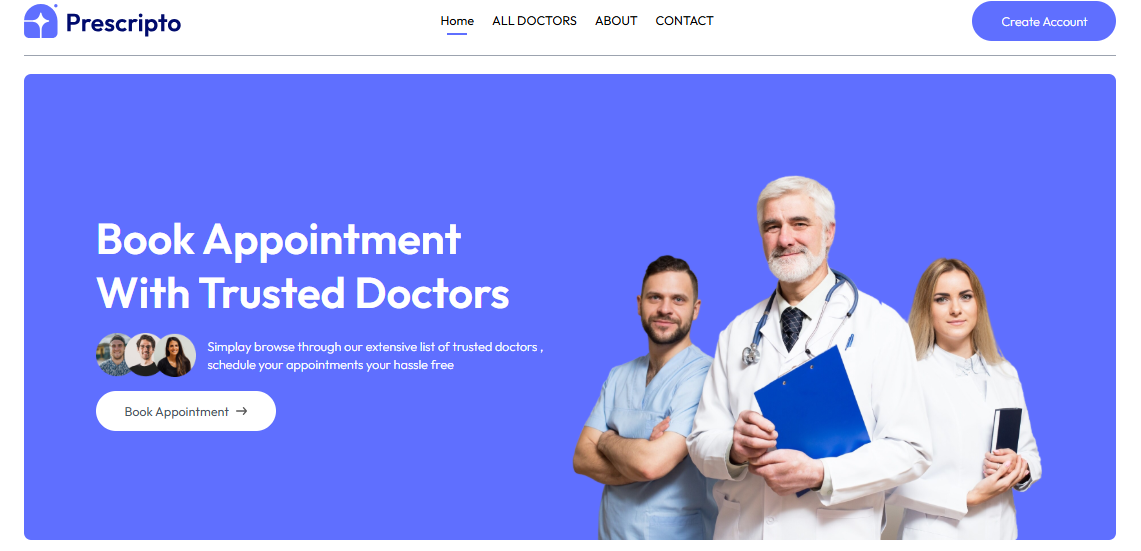 Prescripto
Home ALL DOCTORS ABOUT CONTACT
Create Account
Book Appointment
With Trusted Doctors
Simplay browse through our extensive list of trusted doctors ,
schedule your appointments your hassle free
Book Appointment →